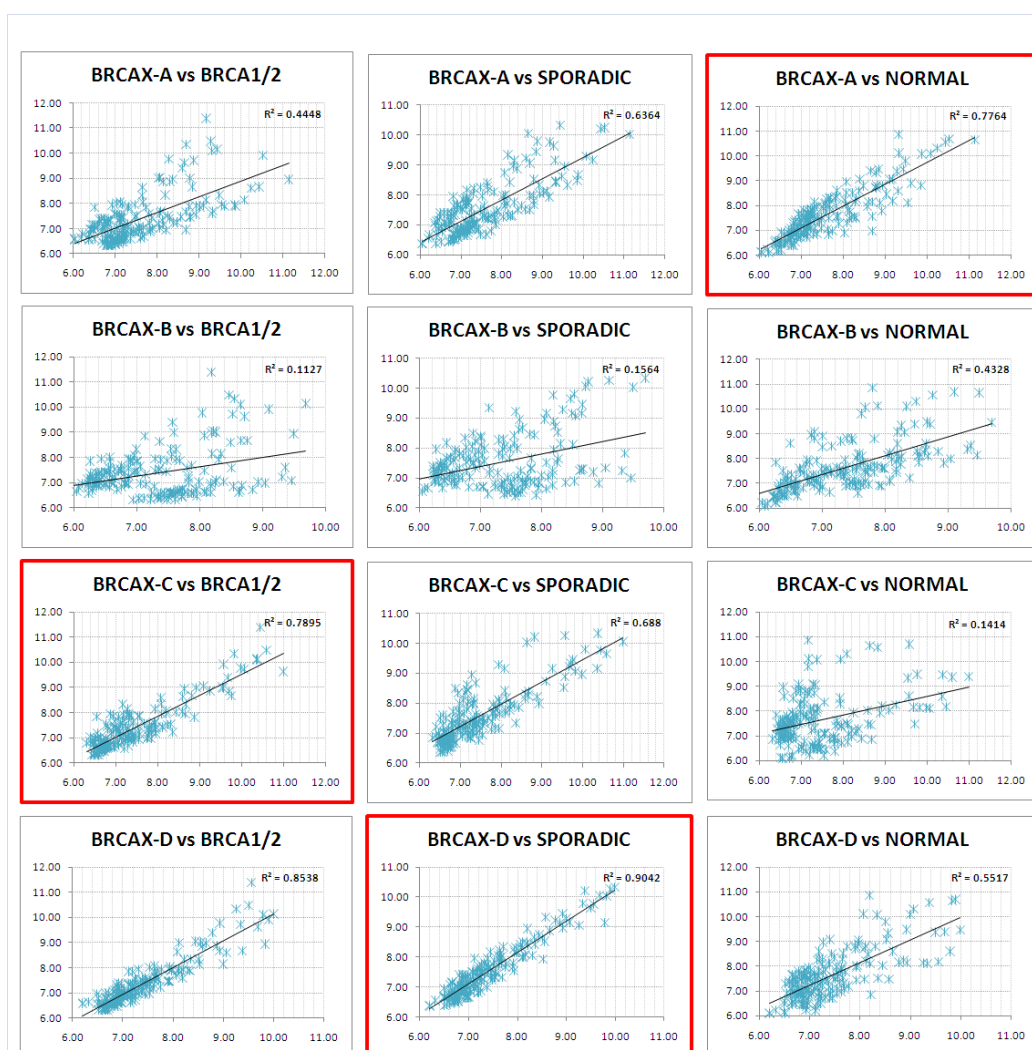 BRCAX-A vs BRCA1/2
R² = 0.4448
12.00
11.00
10.00
9.00
8.00
7.00
6.00
6.00 7.00 8.00 9.00 10.00 11.00 12.00
BRCAX-A vs SPORADIC
R² = 0.6364
10.00
9.00
8.00
7.00
6.00
6.00 7.00 8.00 9.00 10.00 11.00 12.00
BRCAX-A vs NORMAL
R² = 0.7764
12.00
11.00
10.00
9.00
8.00
7.00
6.00
6.00 7.00 8.00 9.00 10.00 11.00 12.00
BRCAX-B vs BRCA1/2
R² = 0.1127
12.00
11.00
10.00
9.00
8.00
7.00
6.00
6.00 7.00 8.00 9.00 10.00
BRCAX-B vs SPORADIC
R² = 0.1564
11.00
10.00
9.00
8.00
7.00
6.00
6.00 7.00 8.00 9.00 10.00
BRCAX-B vs NORMAL
R² = 0.4328
12.00
11.00
10.00
9.00
8.00
7.00
6.00
6.00 7.00 8.00 9.00 10.00
BRCAX-C vs BRCA1/2
R² = 0.7895
12.00
11.00
10.00
9.00
8.00
7.00
6.00
6.00 7.00 8.00 9.00 10.00 11.00 12.00
BRCAX-C vs SPORADIC
R² = 0.688
11.00
10.00
9.00
8.00
7.00
6.00
6.00 7.00 8.00 9.00 10.00 11.00 12.00
BRCAX-C vs NORMAL
R² = 0.1414
12.00
11.00
10.00
9.00
8.00
7.00
6.00
6.00 7.00 8.00 9.00 10.00 11.00 12.00
BRCAX-D vs BRCA1/2
R² = 0.8538
12.00
11.00
10.00
9.00
8.00
7.00
6.00
6.00 7.00 8.00 9.00 10.00 11.00
BRCAX-D vs SPORADIC
R² = 0.9042
11.00
10.00
9.00
8.00
7.00
6.00
6.00 7.00 8.00 9.00 10.00 11.00
BRCAX-D vs NORMAL
R² = 0.5517
12.00
11.00
10.00
9.00
8.00
7.00
6.00
6.00 7.00 8.00 9.00 10.00 11.00